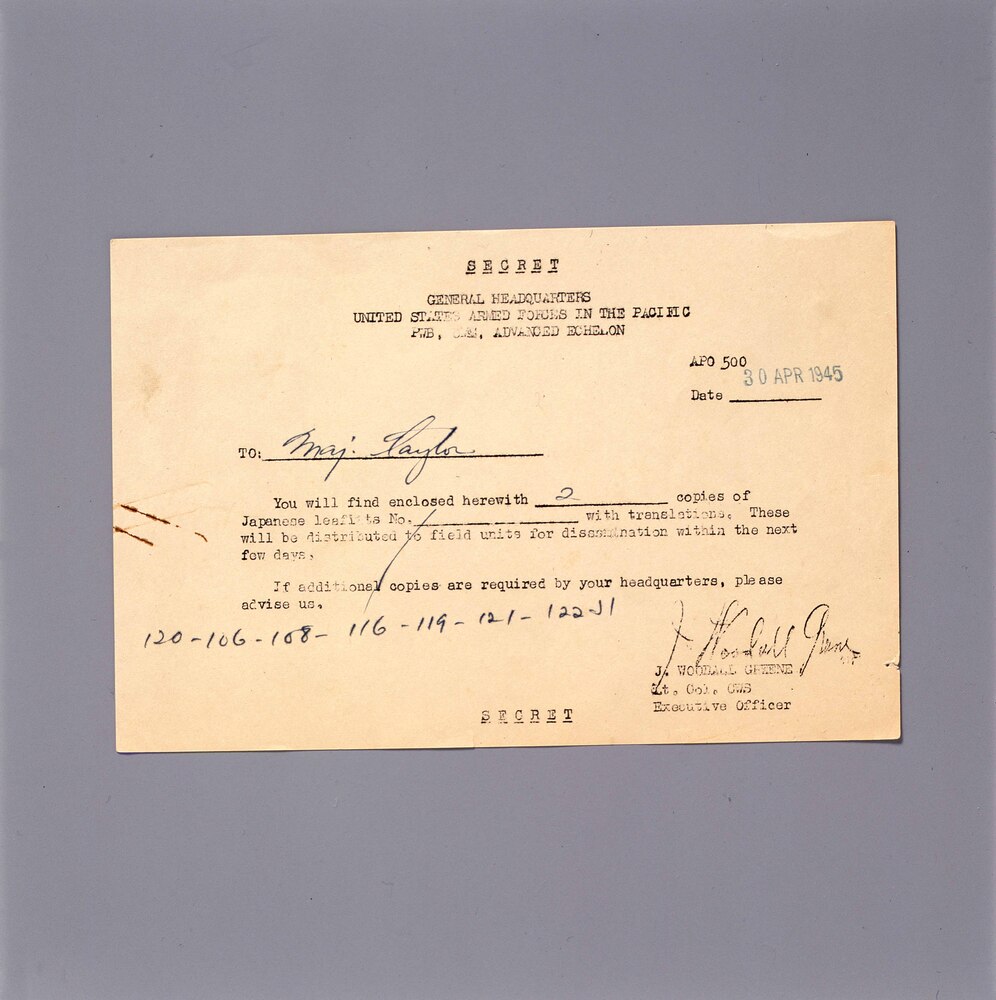 SECRET
GENERAL HEADQUARTERS
UNITED STATES ARMED FORCES IN THE PACIFIC
PWB, ADVANCED ECHELON
APO 500
30 APR 1945
Date
TO: Maj. Taylor
You will find enclosed herewith 2 copies of
Japanese leaflets No. with translations. These
will be distributed to field units for dissemination within the next
few days.
If additional copies are required by your headquarters, please
advise us.
120-106-108- 116-119-121- 122-J1
J. Woodall Greene
J. WOODALL GREENE
Lt. Col. CWS
Executive Officer
SECRET